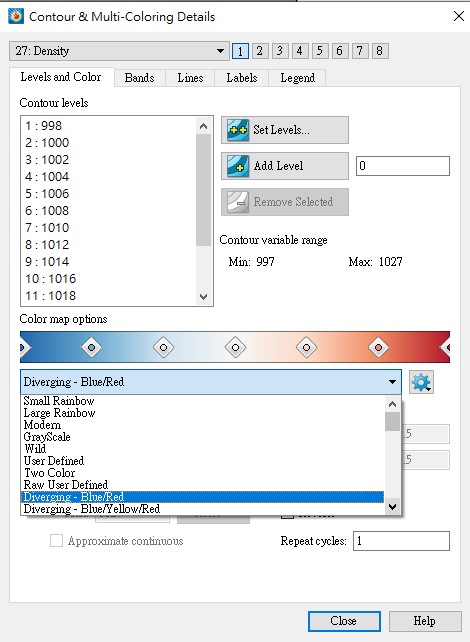 Contour & Multi-Coloring Details
27: Density 1 2 3 4 5 6 7 8
Levels and Color Bands Lines Labels Legend
Contour levels
1 : 998
2 : 1000
3 : 1002
4 : 1004
5 : 1006
6 : 1008
7 : 1010
8 : 1012
9 : 1014
10 : 1016
11 : 1018
Set Levels...
Add Level 0
Remove Selected
Contour variable range
Min: 997 Max: 1027
Color map options
Diverging - Blue/Red
Small Rainbow
Large Rainbow
Modern
GrayScale
Wild
User Defined
Two Color
Raw User Defined
Diverging - Blue/Red
Diverging - Blue/Yellow/Red
.5
.5
Approximate continuous Repeat cycles: 1
Close Help